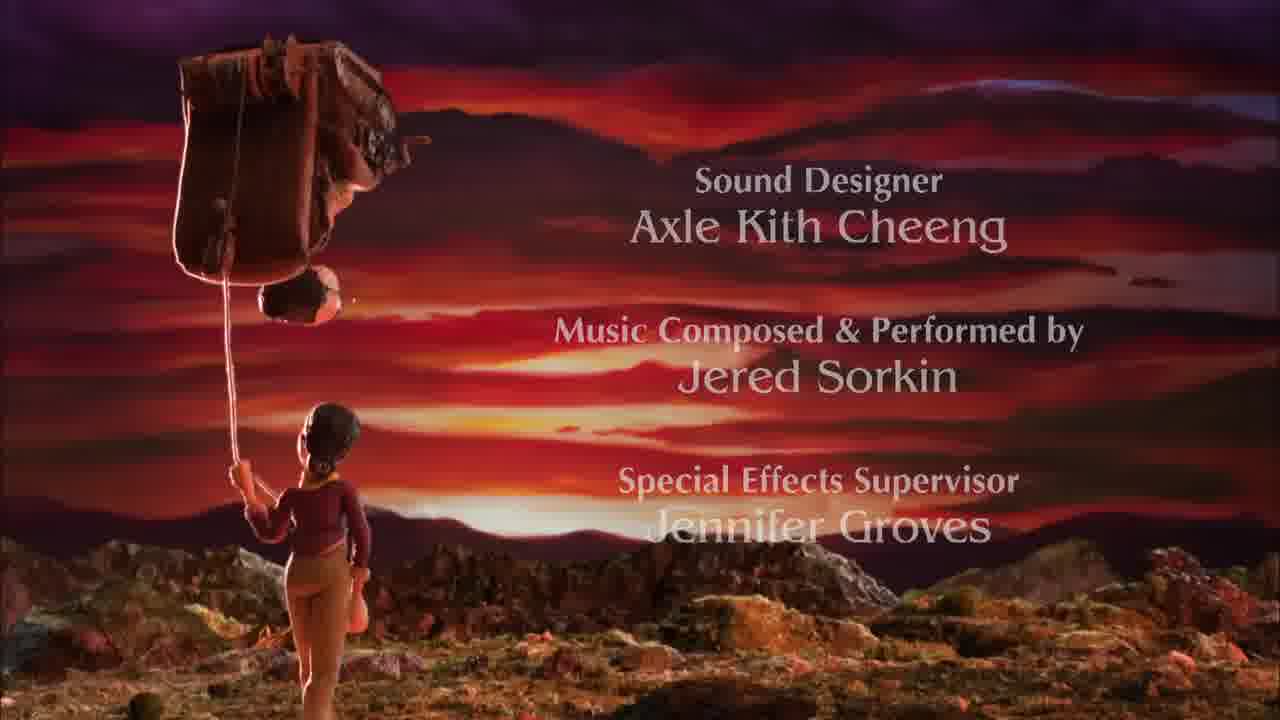 Sound Designer
Axle Kith Cheeng
Music Composed & Performed by
Jered Sorkin
Special Effects Supervisor
Jennifer Groves